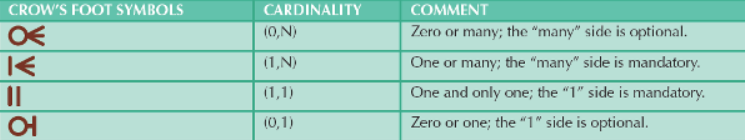 CROW'S FOOT SYMBOLS CARDINALITY COMMENT
(0,N) Zero or many; the “many” side is optional.
(1,N) One or many; the “many” side is mandatory.
(1,1) One and only one; the “1” side is mandatory.
(0,1) Zero or one; the “1” side is optional.